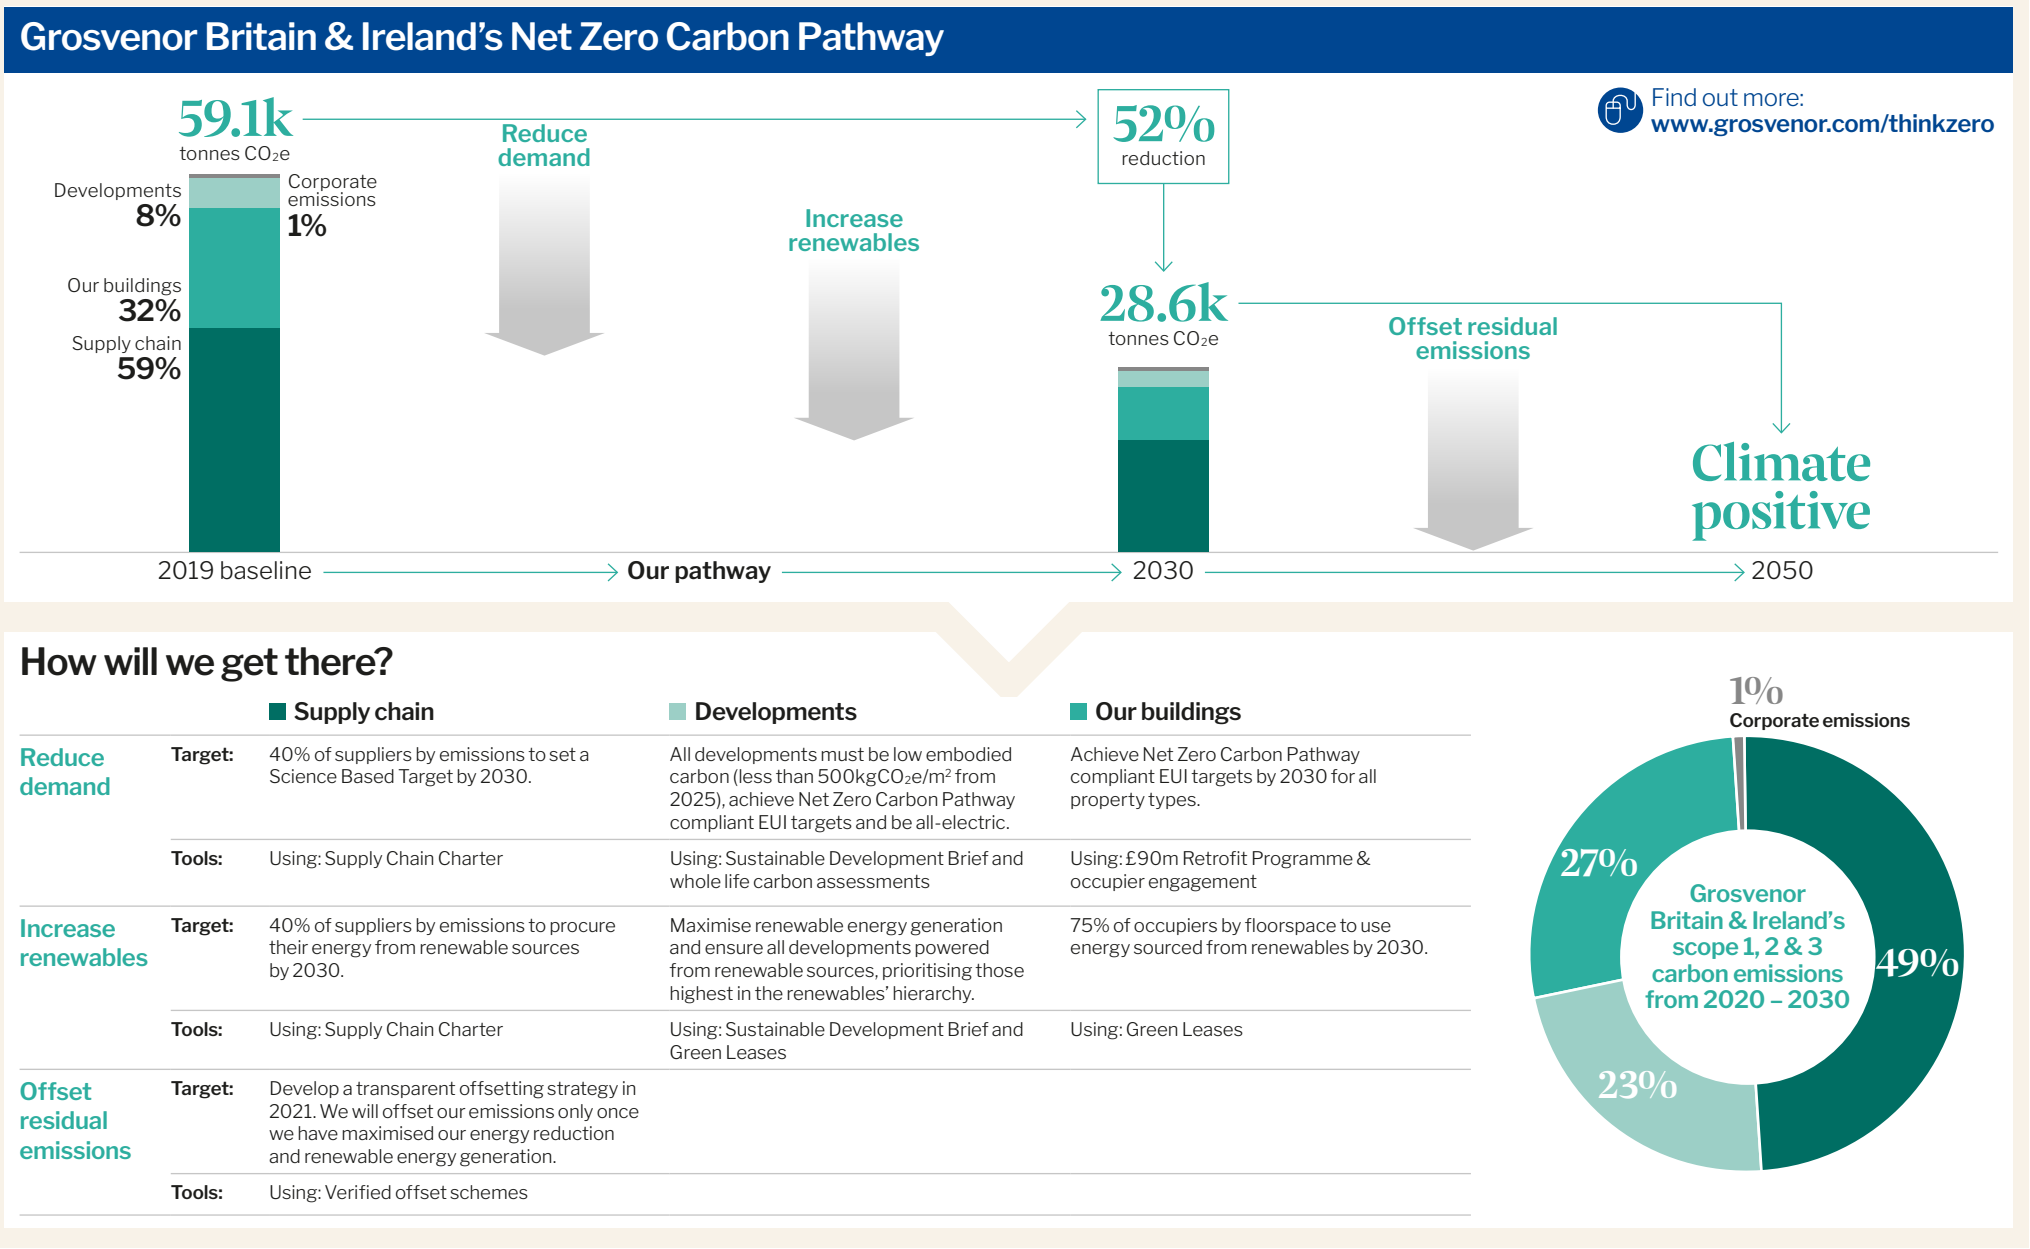 Grosvenor Britain & Ireland's Net Zero Carbon Pathway
59.1k
tonnes CO₂e
Developments
8%
Corporate
emissions
1%
Our buildings
32%
Supply chain
59%
Reduce
demand
Increase
renewables
52%
reduction
28.6k
tonnes CO₂e
Find out more:
www.grosvenor.com/thinkzero
Offset residual
emissions
Climate
positive
2019 baseline
Our pathway
2030
2050
How will we get there?
Supply chain
Developments
Our buildings
Reduce
demand
Target:
40% of suppliers by emissions to set a
Science Based Target by 2030.
All developments must be low embodied
carbon (less than 500kgCO₂e/m² from
2025), achieve Net Zero Carbon Pathway
compliant EUI targets and be all-electric.
Achieve Net Zero Carbon Pathway
compliant EUI targets by 2030 for all
property types.
Tools:
Using: Supply Chain Charter
Using: Sustainable Development Brief and
whole life carbon assessments
Using: £90m Retrofit Programme &
occupier engagement
Increase
renewables
Target:
40% of suppliers by emissions to procure
their energy from renewable sources
by 2030.
Maximise renewable energy generation
and ensure all developments powered
from renewable sources, prioritising those
highest in the renewables' hierarchy.
75% of occupiers by floorspace to use
energy sourced from renewables by 2030.
Tools:
Using: Supply Chain Charter
Using: Sustainable Development Brief and
Green Leases
Using: Green Leases
Offset
residual
emissions
Target:
Develop a transparent offsetting strategy in
2021. We will offset our emissions only once
we have maximised our energy reduction
and renewable energy generation.
Tools:
Using: Verified offset schemes
1%
Corporate emissions
27%
49%
23%
Grosvenor
Britain & Ireland's
scope 1, 2 & 3
carbon emissions
from 2020 – 2030